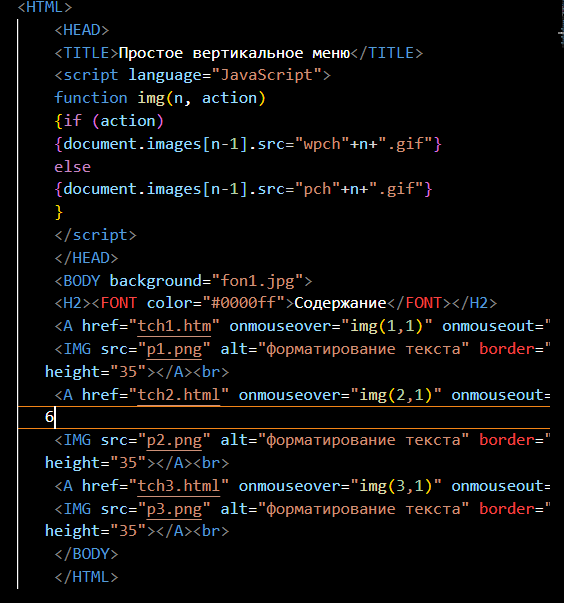 <HTML>
<HEAD>
<TITLE>Простое вертикальное меню</TITLE>
<script language="JavaScript">
function img(n, action)
{if (action)
{document.images[n-1].src="wpch"+n+".gif"}
else
{document.images[n-1].src="pch"+n+".gif"}
}
</script>
</HEAD>
<BODY background="fon1.jpg">
<H2><FONT color="#0000ff">Содержание</FONT></H2>
<A href="tch1.htm" onmouseover="img(1,1)" onmouseout="
<IMG src="p1.png" alt="форматирование текста" border="
height="35"></A><br>
<A href="tch2.html" onmouseover="img(2,1)" onmouseout=
6
<IMG src="p2.png" alt="форматирование текста" border="
height="35"></A><br>
<A href="tch3.html" onmouseover="img(3,1)" onmouseout=
<IMG src="p3.png" alt="форматирование текста" border="
height="35"></A><br>
</BODY>
</HTML>